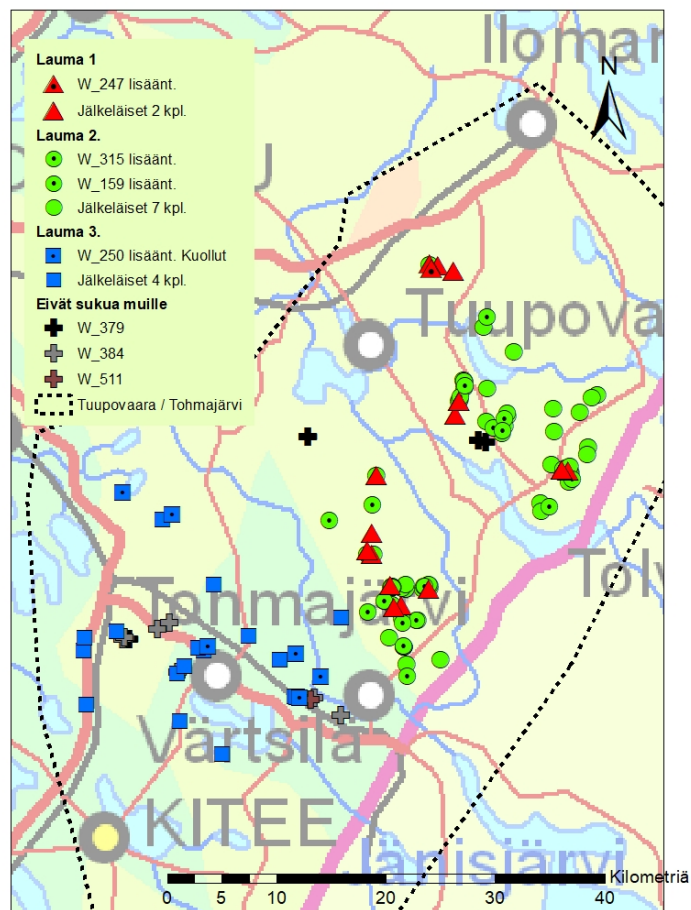 Iloman
N
Lauma 1
W_247 lisäänt.
Jälkeläiset 2 kpl.
Lauma 2.
W_315 lisäänt.
W_159 lisäänt.
Jälkeläiset 7 kpl.
Lauma 3.
W_250 lisäänt. Kuollut
Jälkeläiset 4 kpl.
Eivät sukua muille
W_379
W_384
W_511
Tuupovaara / Tohmajärvi
U
Tuupovaa
Tolv
Tohmajärvi
Värtsilä
KITEE
Jänisjärvi
Kilometriä
0 5 10 20 30 40